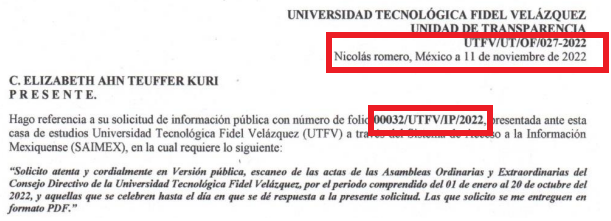 UNIVERSIDAD TECNOLÓGICA FIDEL VELÁZQUEZ
UNIDAD DE TRANSPARENCIA
UTFV/UT/OF/027-2022
Nicolás romero, México a 11 de noviembre de 2022
C. ELIZABETH AHN TEUFFER KURI
P R E S E N T E.
Hago referencia a su solicitud de información pública con número de folio 00032/UTFV/IP/2022, presentada ante esta
casa de estudios Universidad Tecnológica Fidel Velázquez (UTFV) a través del Sistema de Acceso a la Información
Mexiquense (SAIMEX), en la cual requiere lo siguiente:
"Solicito atenta y cordialmente en Versión pública, escaneo de las actas de las Asambleas Ordinarias y Extraordinarias del
Consejo Directivo de la Universidad Tecnológica Fidel Velázquez, por el periodo comprendido del 01 de enero al 20 de octubre del
2022, y aquellas que se celebren hasta el día en que se dé respuesta a la presente solicitud. Las que solicito se me entreguen en
formato PDF."